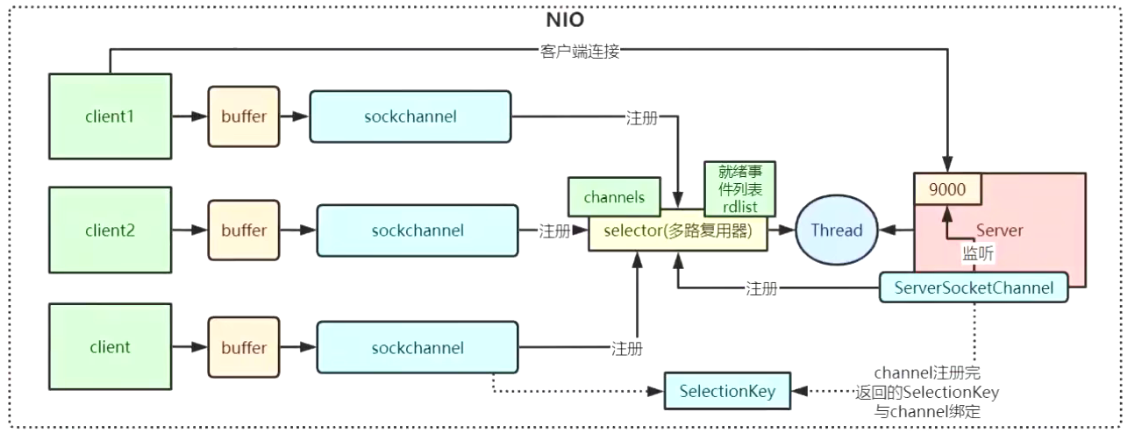 NIO
客户端连接
client1
buffer
sockchannel
注册
client2
buffer
sockchannel
注册
channels
就绪事
件列表
rdlist
selector(多路复用器)
Thread
9000
Server
监听
ServerSocketChannel
注册
client
buffer
sockchannel
注册
SelectionKey
channel注册完
返回的SelectionKey
与channel绑定